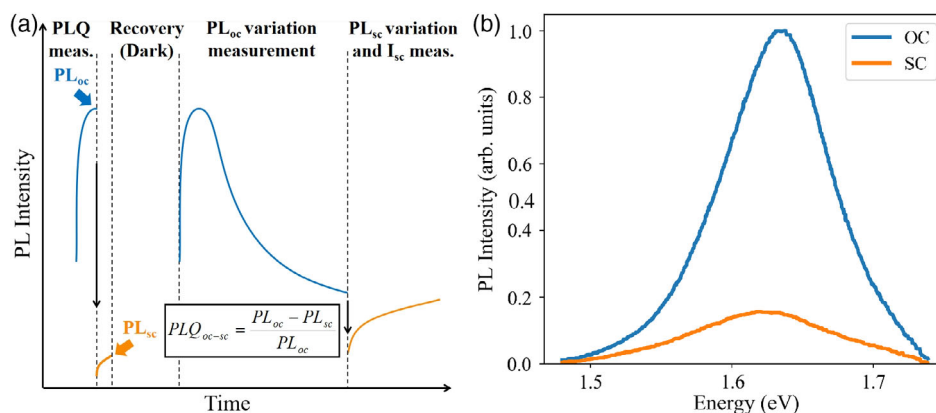 (a)
PLQ meas.
Recovery (Dark)
PLoc variation measurement
PLsc variation and Isc meas.
PLoc
PLsc
PLQoc−sc = PLoc − PLsc / PLoc
PL Intensity
Time
(b)
OC
SC
1.0
0.8
0.6
0.4
0.2
0.0
1.5
1.6
1.7
PL Intensity (arb. units)
Energy (eV)